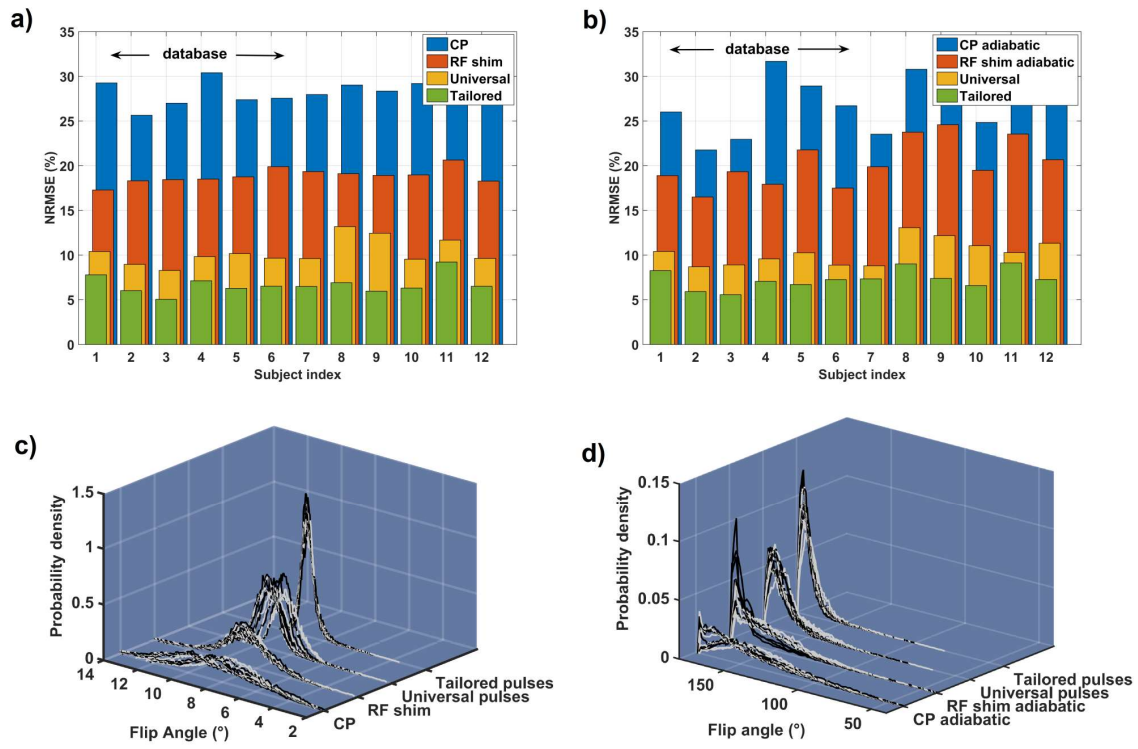 a)
35
30
25
20
15
10
5
0
NRMSE (%)
database
CP
RF shim
Universal
Tailored
1 2 3 4 5 6 7 8 9 10 11 12
Subject index
b)
35
30
25
20
15
10
5
0
NRMSE (%)
database
CP adiabatic
RF shim adiabatic
Universal
Tailored
1 2 3 4 5 6 7 8 9 10 11 12
Subject index
c)
1.5
1
0.5
0
Probability density
14 12 10 8 6 4 2
Flip Angle (°)
Tailored pulses
Universal pulses
RF shim
CP
d)
0.15
0.1
0.05
0
Probability density
150 100 50
Flip angle (°)
Tailored pulses
Universal pulses
RF shim adiabatic
CP adiabatic